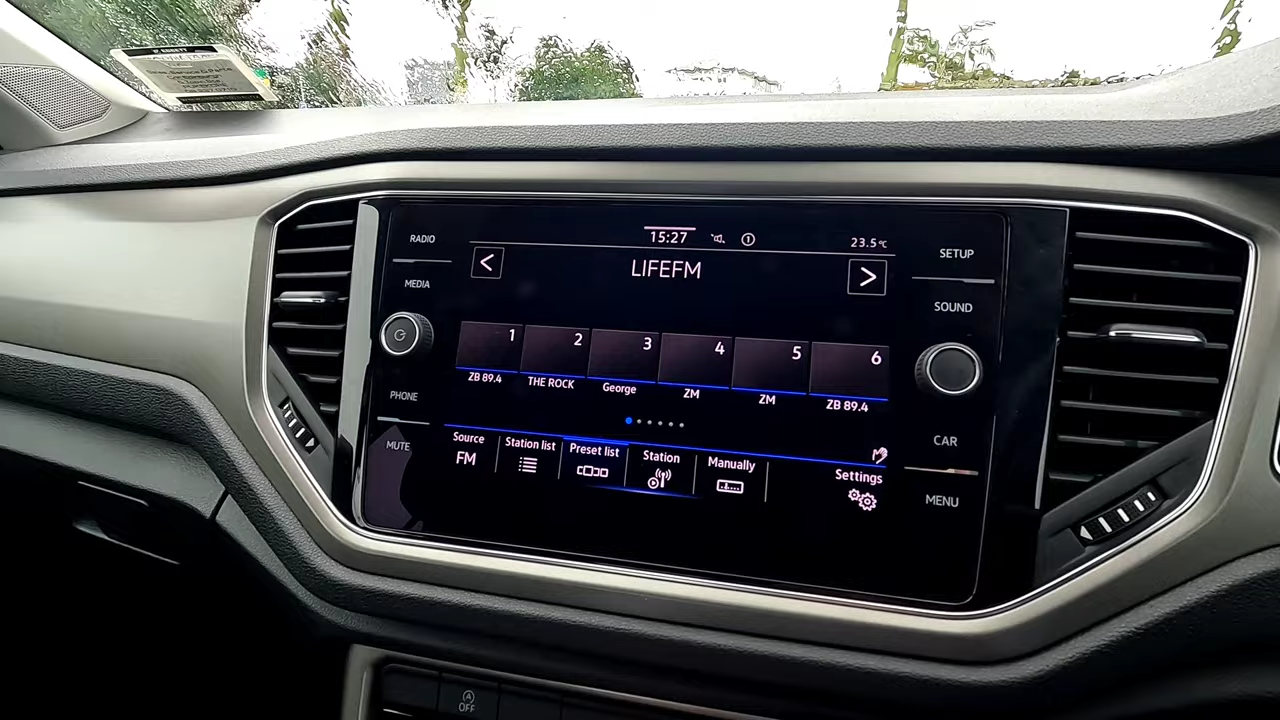 RADIO
MEDIA
PHONE
MUTE
15:27
1
23.5°C
<
LIFEFM
>
1 2 3 4 5 6
ZB 89.4 THE ROCK George ZM ZM ZB 89.4
Source Station list Preset list Station Manually Settings
FM
SETUP
SOUND
CAR
MENU
A
OFF